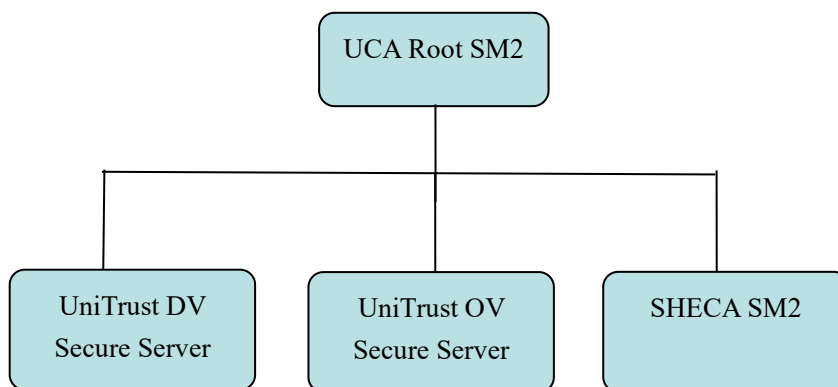 UCA Root SM2
UniTrust DV
Secure Server
UniTrust OV
Secure Server
SHECA SM2